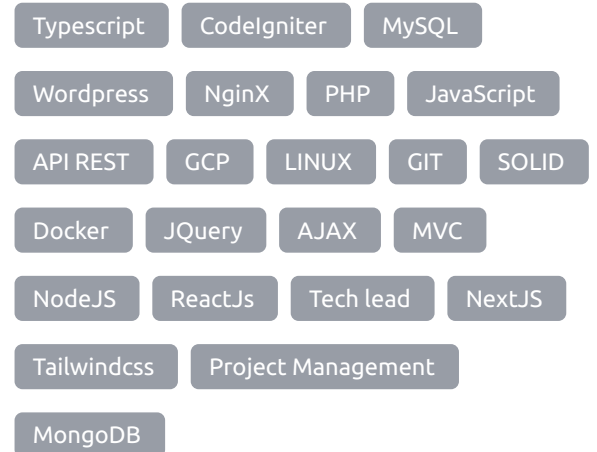 Typescript CodeIgniter MySQL
Wordpress NginX PHP JavaScript
API REST GCP LINUX GIT SOLID
Docker JQuery AJAX MVC
NodeJS ReactJs Tech lead NextJS
Tailwindcss Project Management
MongoDB